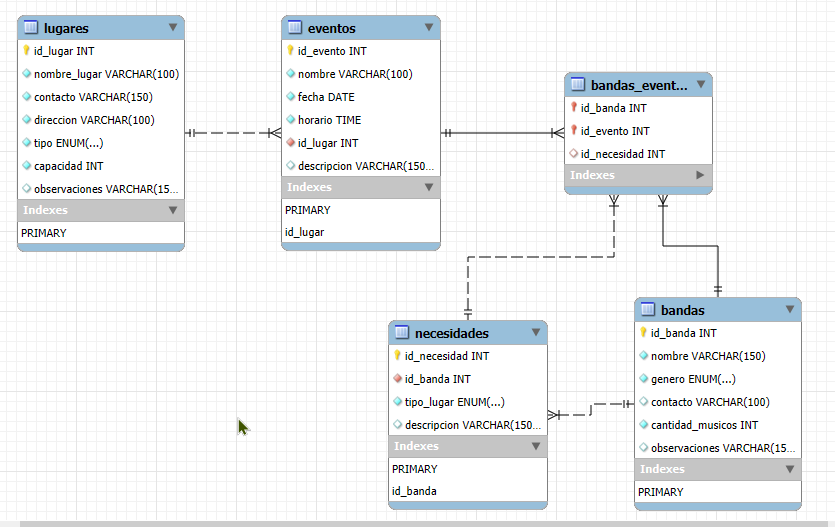 lugares
id_lugar INT
nombre_lugar VARCHAR(100)
contacto VARCHAR(150)
direccion VARCHAR(100)
tipo ENUM(...)
capacidad INT
observaciones VARCHAR(15...
Indexes
PRIMARY
eventos
id_evento INT
nombre VARCHAR(100)
fecha DATE
horario TIME
id_lugar INT
descripcion VARCHAR(150...
Indexes
PRIMARY
id_lugar
bandas_event...
id_banda INT
id_evento INT
id_necesidad INT
Indexes
necesidades
id_necesidad INT
id_banda INT
tipo_lugar ENUM(...)
descripcion VARCHAR(150...
Indexes
PRIMARY
id_banda
bandas
id_banda INT
nombre VARCHAR(150)
genero ENUM(...)
contacto VARCHAR(100)
cantidad_musicos INT
observaciones VARCHAR(15...
Indexes
PRIMARY